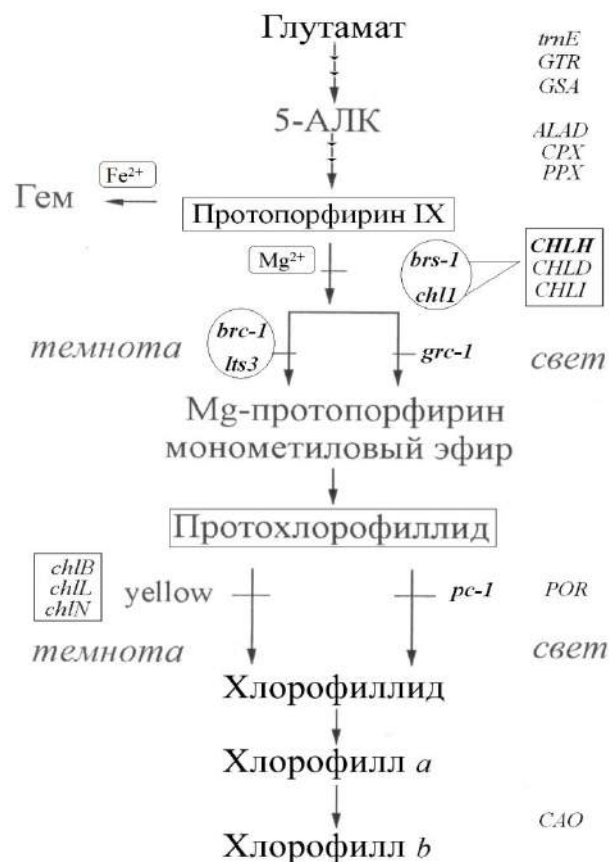 Глутамат
trnE
GTR
GSA
5-АЛК
ALAD
CPX
PPX
Fe²⁺
Гем
Протопорфирин IX
Mg²⁺
brs-1
chl1
CHLH
CHLD
CHLI
темнота
brc-1
lts3
grc-1
свет
Mg-протопорфирин
монометиловый эфир
Протохлорофиллид
chlB
chlL
chlN
yellow
pc-1
POR
темнота
свет
Хлорофиллид
Хлорофилл a
CAO
Хлорофилл b